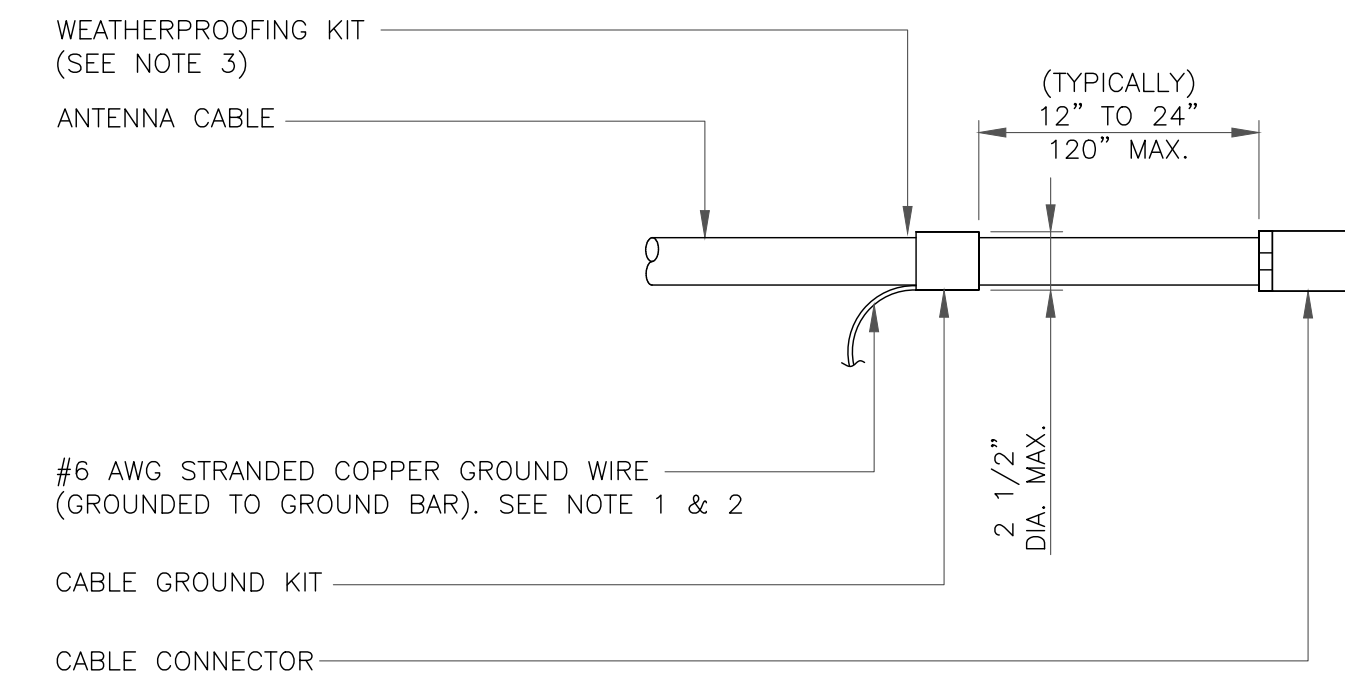 WEATHERPROOFING KIT
(SEE NOTE 3)
ANTENNA CABLE
(TYPICALLY)
12” TO 24”
120” MAX.
#6 AWG STRANDED COPPER GROUND WIRE
(GROUNDED TO GROUND BAR). SEE NOTE 1 & 2
2 1/2”
DIA. MAX.
CABLE GROUND KIT
CABLE CONNECTOR